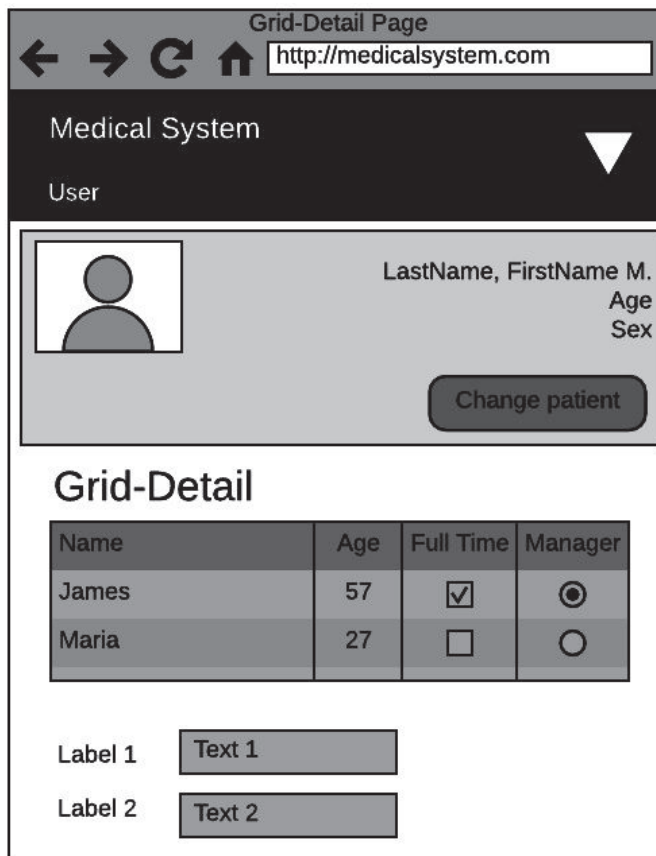 Grid-Detail Page
http://medicalsystem.com
Medical System
User
LastName, FirstName M.
Age
Sex
Change patient
Grid-Detail
Name Age Full Time Manager
James 57
Maria 27
Label 1 Text 1
Label 2 Text 2